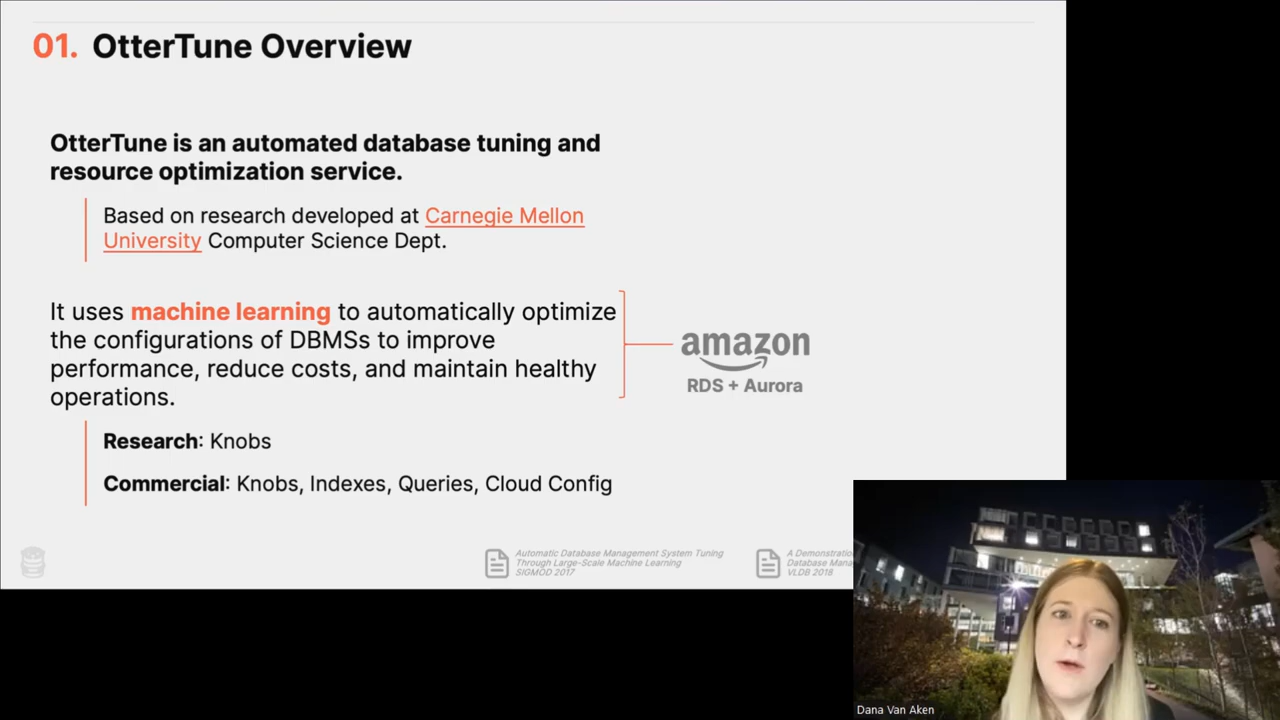 01. OtterTune Overview
OtterTune is an automated database tuning and
resource optimization service.
Based on research developed at Carnegie Mellon
University Computer Science Dept.
It uses machine learning to automatically optimize
the configurations of DBMSs to improve
performance, reduce costs, and maintain healthy
operations.
amazon
RDS + Aurora
Research: Knobs
Commercial: Knobs, Indexes, Queries, Cloud Config
Automatic Database Management System Tuning
Through Large-Scale Machine Learning
SIGMOD 2017
A Demonstration
Database Mana
VLDB 2018
Dana Van Aken